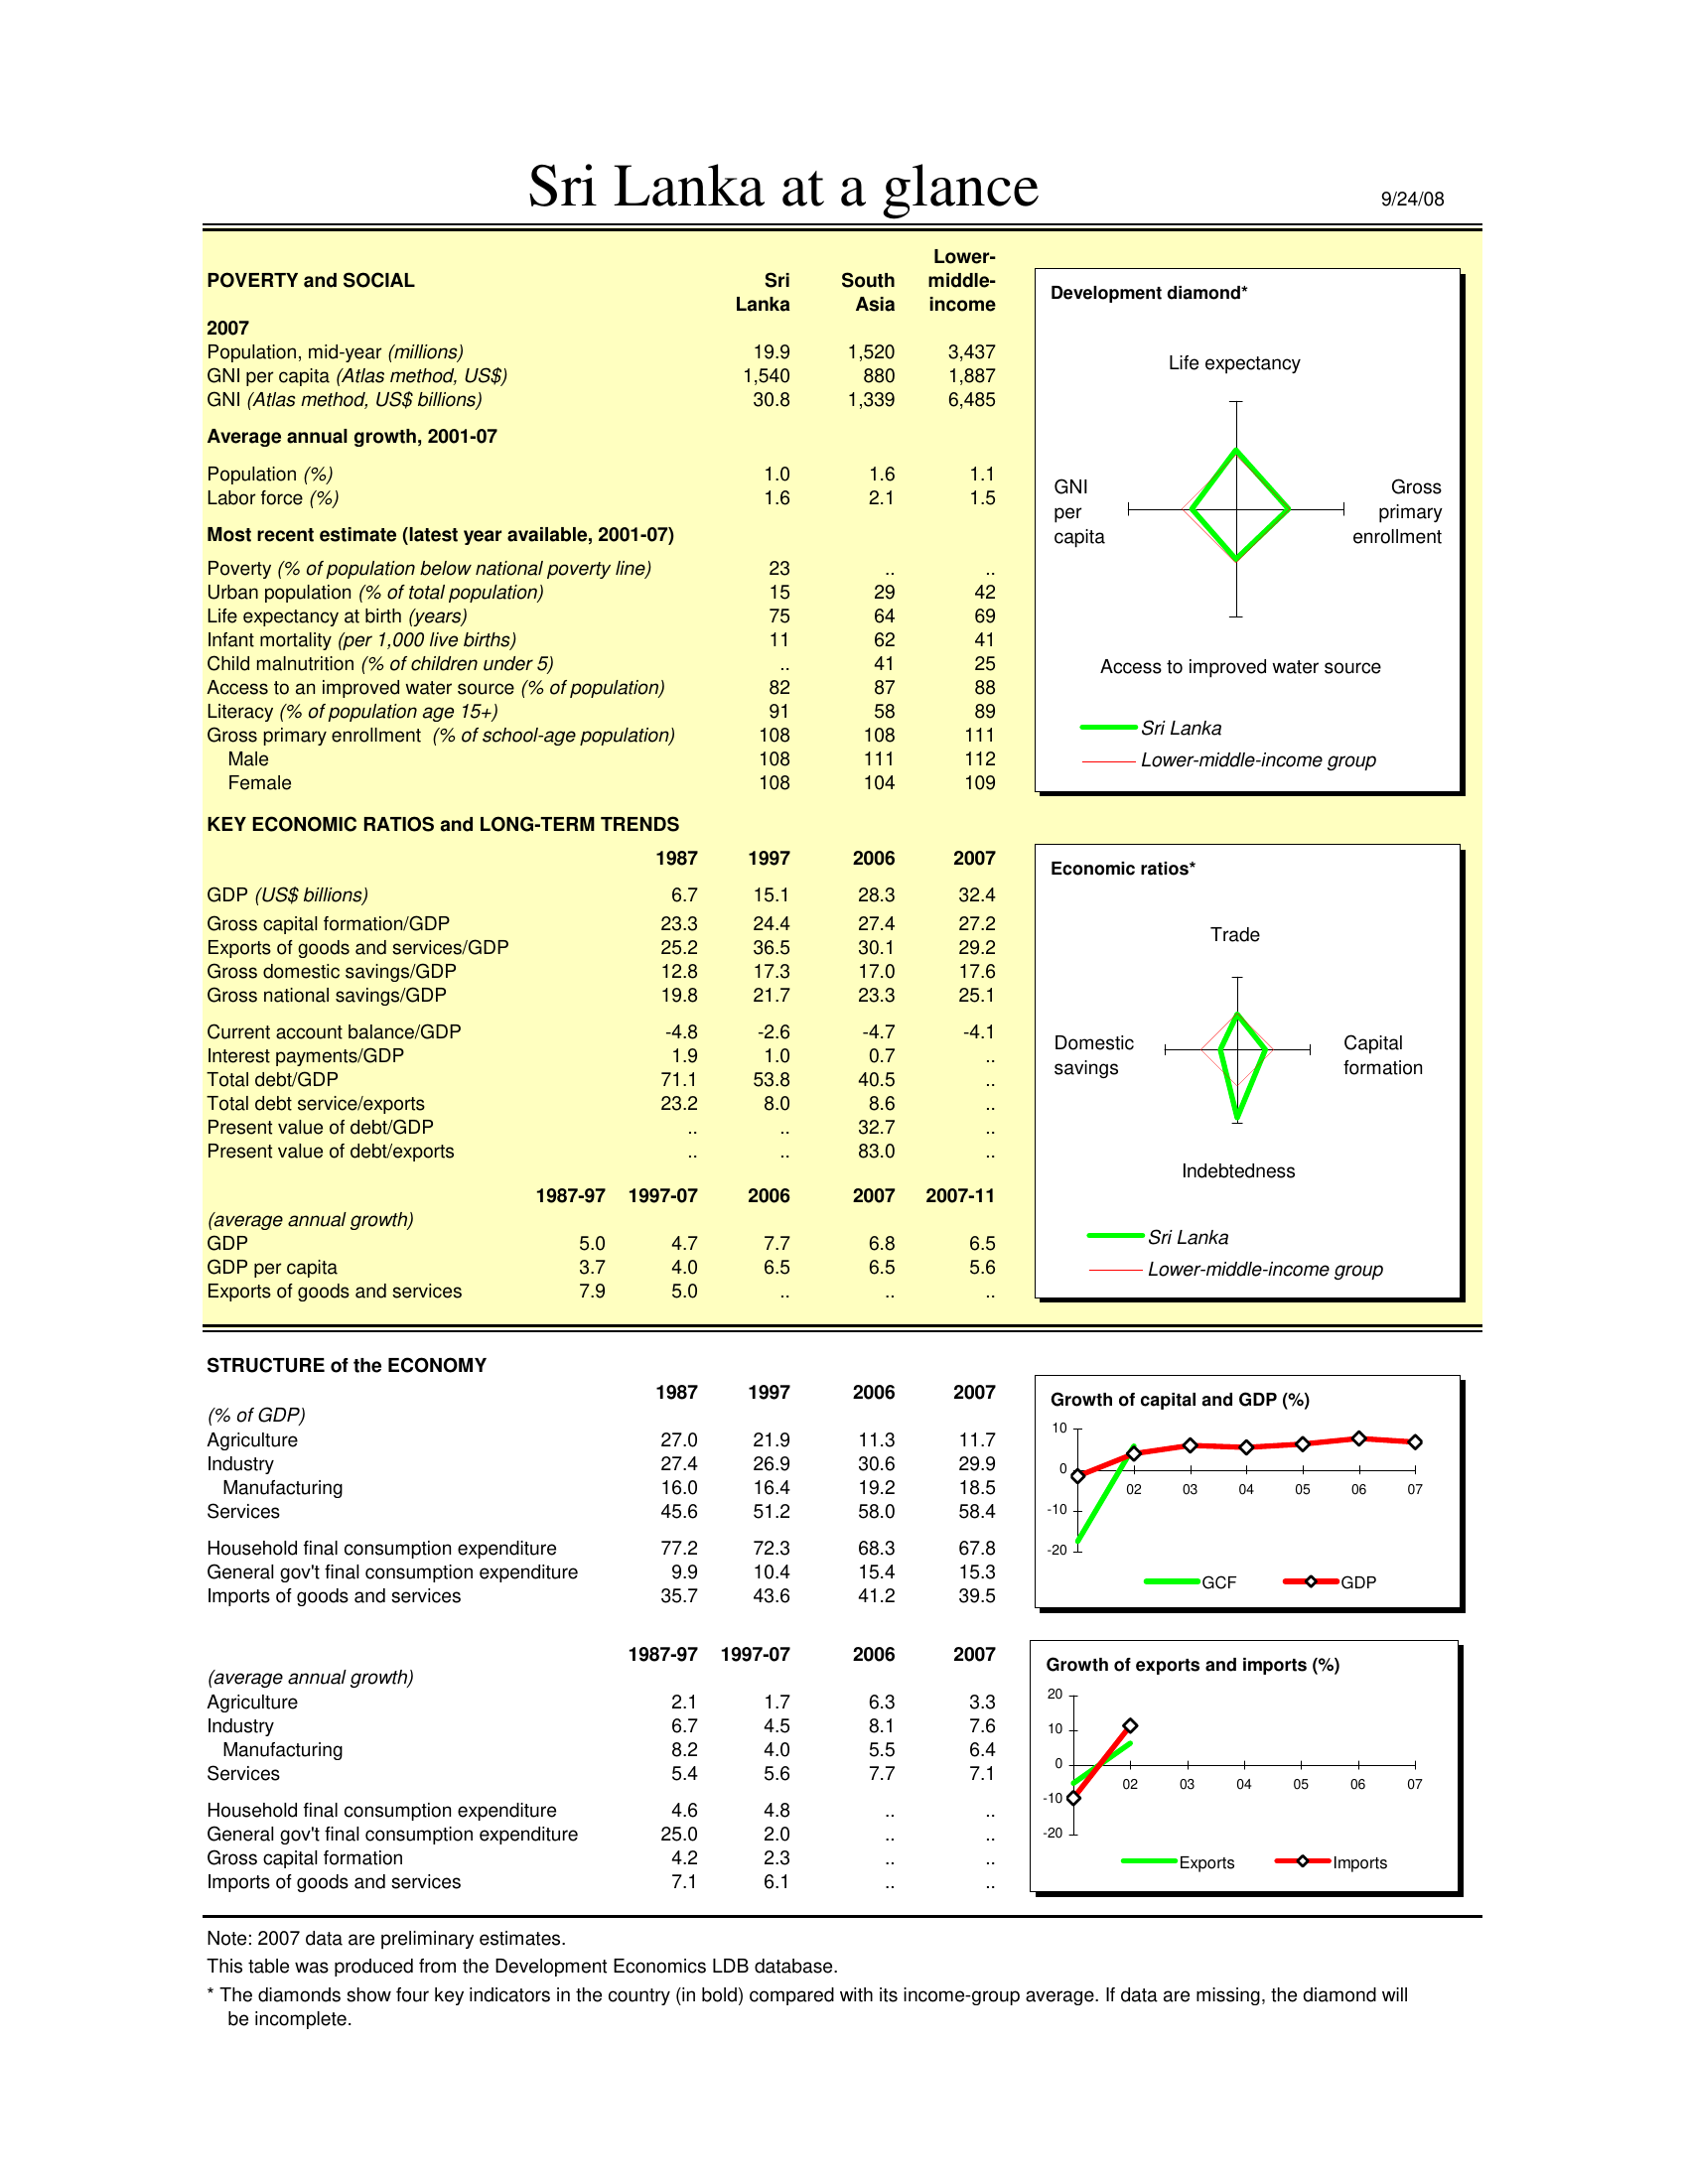 Sri Lanka at a glance 9/24/08
Lower-
POVERTY and SOCIAL Sri South middle-
Lanka Asia income
2007
Population, mid-year (millions) 19.9 1,520 3,437
GNI per capita (Atlas method, US$) 1,540 880 1,887
GNI (Atlas method, US$ billions) 30.8 1,339 6,485
Average annual growth, 2001-07
Population (%) 1.0 1.6 1.1
Labor force (%) 1.6 2.1 1.5
Most recent estimate (latest year available, 2001-07)
Poverty (% of population below national poverty line) 23 .. ..
Urban population (% of total population) 15 29 42
Life expectancy at birth (years) 75 64 69
Infant mortality (per 1,000 live births) 11 62 41
Child malnutrition (% of children under 5) .. 41 25
Access to an improved water source (% of population) 82 87 88
Literacy (% of population age 15+) 91 58 89
Gross primary enrollment (% of school-age population) 108 108 111
Male 108 111 112
Female 108 104 109
Development diamond*
Life expectancy
GNI
per
capita
Gross
primary
enrollment
Access to improved water source
Sri Lanka
Lower-middle-income group
KEY ECONOMIC RATIOS and LONG-TERM TRENDS
1987 1997 2006 2007
GDP (US$ billions) 6.7 15.1 28.3 32.4
Gross capital formation/GDP 23.3 24.4 27.4 27.2
Exports of goods and services/GDP 25.2 36.5 30.1 29.2
Gross domestic savings/GDP 12.8 17.3 17.0 17.6
Gross national savings/GDP 19.8 21.7 23.3 25.1
Current account balance/GDP -4.8 -2.6 -4.7 -4.1
Interest payments/GDP 1.9 1.0 0.7 ..
Total debt/GDP 71.1 53.8 40.5 ..
Total debt service/exports 23.2 8.0 8.6 ..
Present value of debt/GDP .. .. 32.7 ..
Present value of debt/exports .. .. 83.0 ..
1987-97 1997-07 2006 2007 2007-11
(average annual growth)
GDP 5.0 4.7 7.7 6.8 6.5
GDP per capita 3.7 4.0 6.5 6.5 5.6
Exports of goods and services 7.9 5.0 .. .. ..
Economic ratios*
Trade
Domestic
savings
Capital
formation
Indebtedness
Sri Lanka
Lower-middle-income group
STRUCTURE of the ECONOMY
1987 1997 2006 2007
(% of GDP)
Agriculture 27.0 21.9 11.3 11.7
Industry 27.4 26.9 30.6 29.9
Manufacturing 16.0 16.4 19.2 18.5
Services 45.6 51.2 58.0 58.4
Household final consumption expenditure 77.2 72.3 68.3 67.8
General gov't final consumption expenditure 9.9 10.4 15.4 15.3
Imports of goods and services 35.7 43.6 41.2 39.5
Growth of capital and GDP (%)
10
0
02 03 04 05 06 07
-10
-20
GCF GDP
1987-97 1997-07 2006 2007
(average annual growth)
Agriculture 2.1 1.7 6.3 3.3
Industry 6.7 4.5 8.1 7.6
Manufacturing 8.2 4.0 5.5 6.4
Services 5.4 5.6 7.7 7.1
Household final consumption expenditure 4.6 4.8 .. ..
General gov't final consumption expenditure 25.0 2.0 .. ..
Gross capital formation 4.2 2.3 .. ..
Imports of goods and services 7.1 6.1 .. ..
Growth of exports and imports (%)
20
10
0
02 03 04 05 06 07
-10
-20
Exports Imports
Note: 2007 data are preliminary estimates.
This table was produced from the Development Economics LDB database.
* The diamonds show four key indicators in the country (in bold) compared with its income-group average. If data are missing, the diamond will
be incomplete.